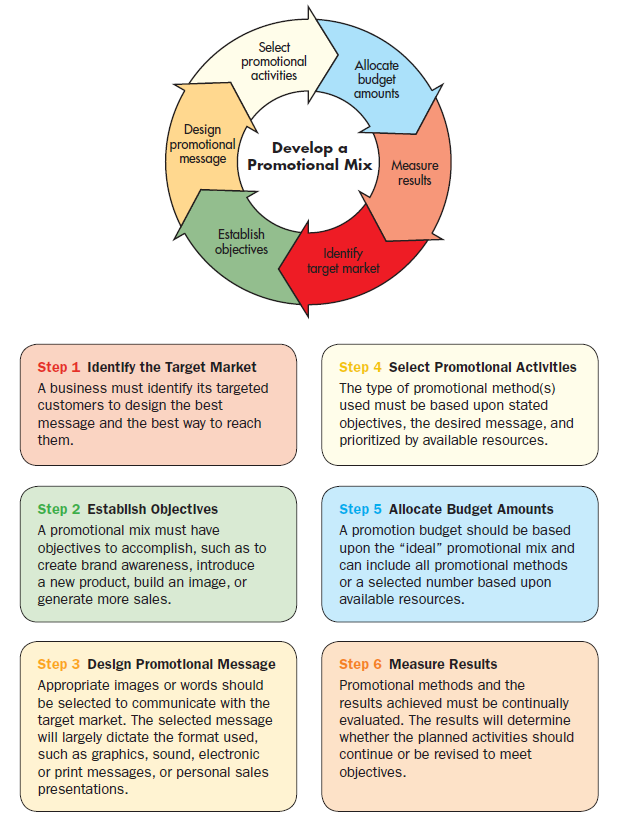 Select
promotional
activities
Allocate
budget
amounts
Design
promotional
message
Develop a
Promotional Mix
Measure
results
Establish
objectives
Identify
target market
Step 1 Identify the Target Market
A business must identify its targeted
customers to design the best
message and the best way to reach
them.
Step 4 Select Promotional Activities
The type of promotional method(s)
used must be based upon stated
objectives, the desired message, and
prioritized by available resources.
Step 2 Establish Objectives
A promotional mix must have
objectives to accomplish, such as to
create brand awareness, introduce
a new product, build an image, or
generate more sales.
Step 5 Allocate Budget Amounts
A promotion budget should be based
upon the “ideal” promotional mix and
can include all promotional methods
or a selected number based upon
available resources.
Step 3 Design Promotional Message
Appropriate images or words should
be selected to communicate with the
target market. The selected message
will largely dictate the format used,
such as graphics, sound, electronic
or print messages, or personal sales
presentations.
Step 6 Measure Results
Promotional methods and the
results achieved must be continually
evaluated. The results will determine
whether the planned activities should
continue or be revised to meet
objectives.